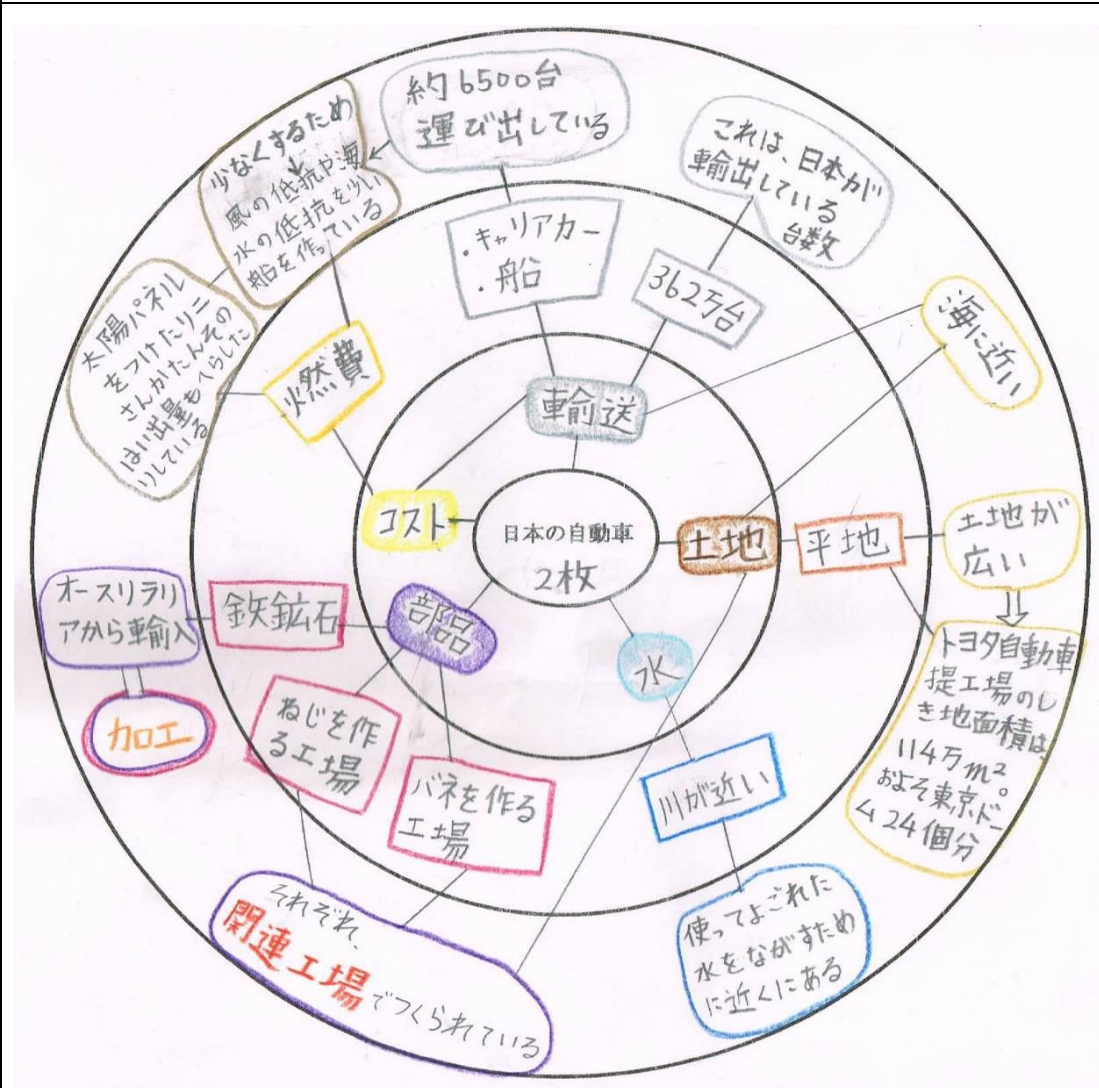 日本の自動車
2枚
輸送
・キャリアカー
・船
約6500台
運び出している
362万台
これは、日本が
輸出している
台数
海に近い
土地
平地
土地が
広い
トヨタ自動車
提工場のし
き地面積は、
114万m²。
およそ東京ドー
ム24個分
水
川が近い
使ってよごれた
水をながすため
に近くにある
部品
鉄鉱石
オースリラリ
アから輸入
加工
ねじを作
る工場
バネを作る
工場
それぞれ、
関連工場でつくられている
コスト
燃費
少なくするため
風の低抗や海
水の低抗を少い
船を作っている
太陽パネル
をつけたりニ
さんかたんその
はい出量もへらした
りしている